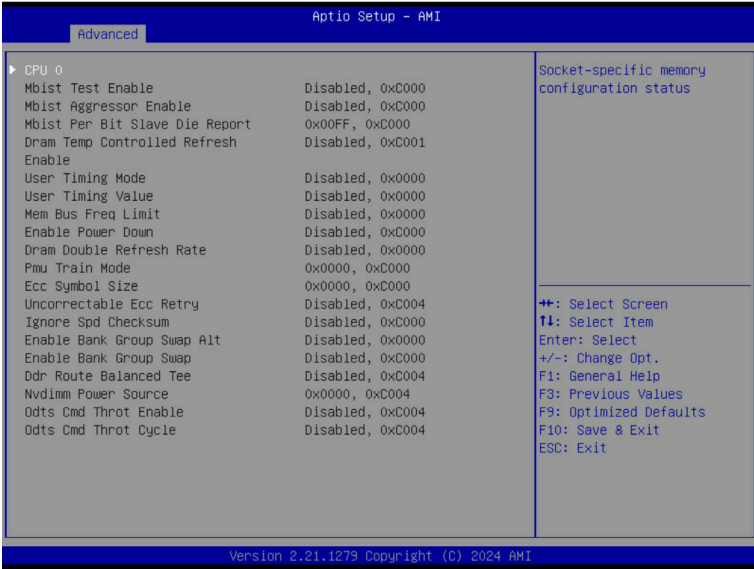 Aptio Setup – AMI
Advanced
CPU 0
Mbist Test Enable Disabled, 0xC000
Mbist Aggressor Enable Disabled, 0xC000
Mbist Per Bit Slave Die Report 0x00FF, 0xC000
Dram Temp Controlled Refresh Disabled, 0xC001
Enable
User Timing Mode Disabled, 0x0000
User Timing Value Disabled, 0x0000
Mem Bus Freq Limit Disabled, 0x0000
Enable Power Down Disabled, 0xC000
Dram Double Refresh Rate Disabled, 0x0000
Pmu Train Mode 0x0000, 0xC000
Ecc Symbol Size 0x0000, 0xC000
Uncorrectable Ecc Retry Disabled, 0xC004
Ignore Spd Checksum Disabled, 0xC000
Enable Bank Group Swap Alt Disabled, 0x0000
Enable Bank Group Swap Disabled, 0xC000
Ddr Route Balanced Tee Disabled, 0xC004
Nvdimm Power Source 0x0000, 0xC004
Odts Cmd Throt Enable Disabled, 0xC004
Odts Cmd Throt Cycle Disabled, 0xC004
Socket-specific memory
configuration status
→←: Select Screen
↑↓: Select Item
Enter: Select
+/-: Change Opt.
F1: General Help
F3: Previous Values
F9: Optimized Defaults
F10: Save & Exit
ESC: Exit
Version 2.21.1279 Copyright (C) 2024 AMI